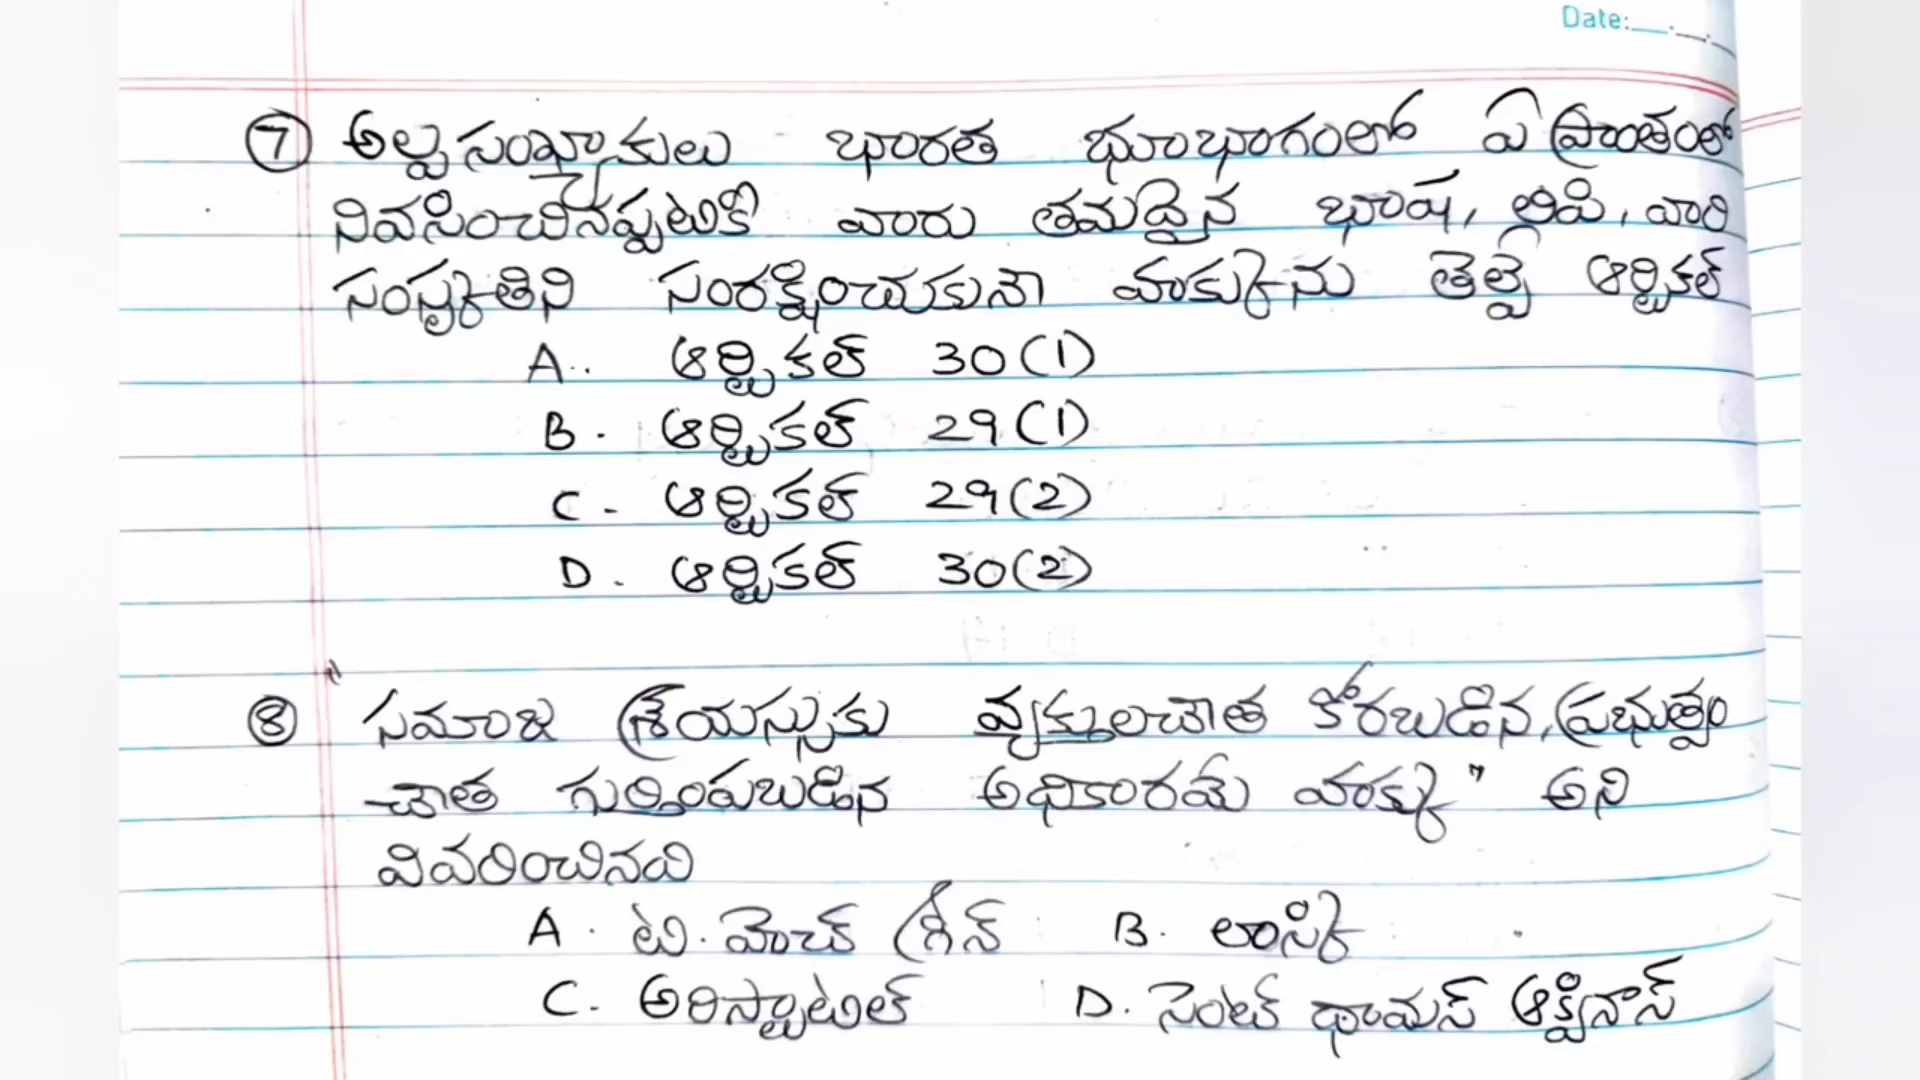 Date:
7 అల్పసంఖ్యాకులు భారత భూభాగంలో ఏ ప్రాంతంలో
నివసించినప్పటికీ వారు తమదైన భాష, లిపి, వారి
సంస్కృతిని సంరక్షించుకునే హక్కును తెల్పే ఆర్టికల్
A. ఆర్టికల్ 30(1)
B. ఆర్టికల్ 29(1)
C. ఆర్టికల్ 29(2)
D. ఆర్టికల్ 30(2)
8 సమాజ శ్రేయస్సుకు వ్యక్తులచేత కోరబడిన, ప్రభుత్వం
చేత గుర్తింపబడిన అధికారమే హక్కు" అని
వివరించినది
A. టి. హెచ్ గ్రీన్ B. లాస్కి
C. అరిస్టాటిల్ D. సెంట్ థామస్ ఆక్వినాస్